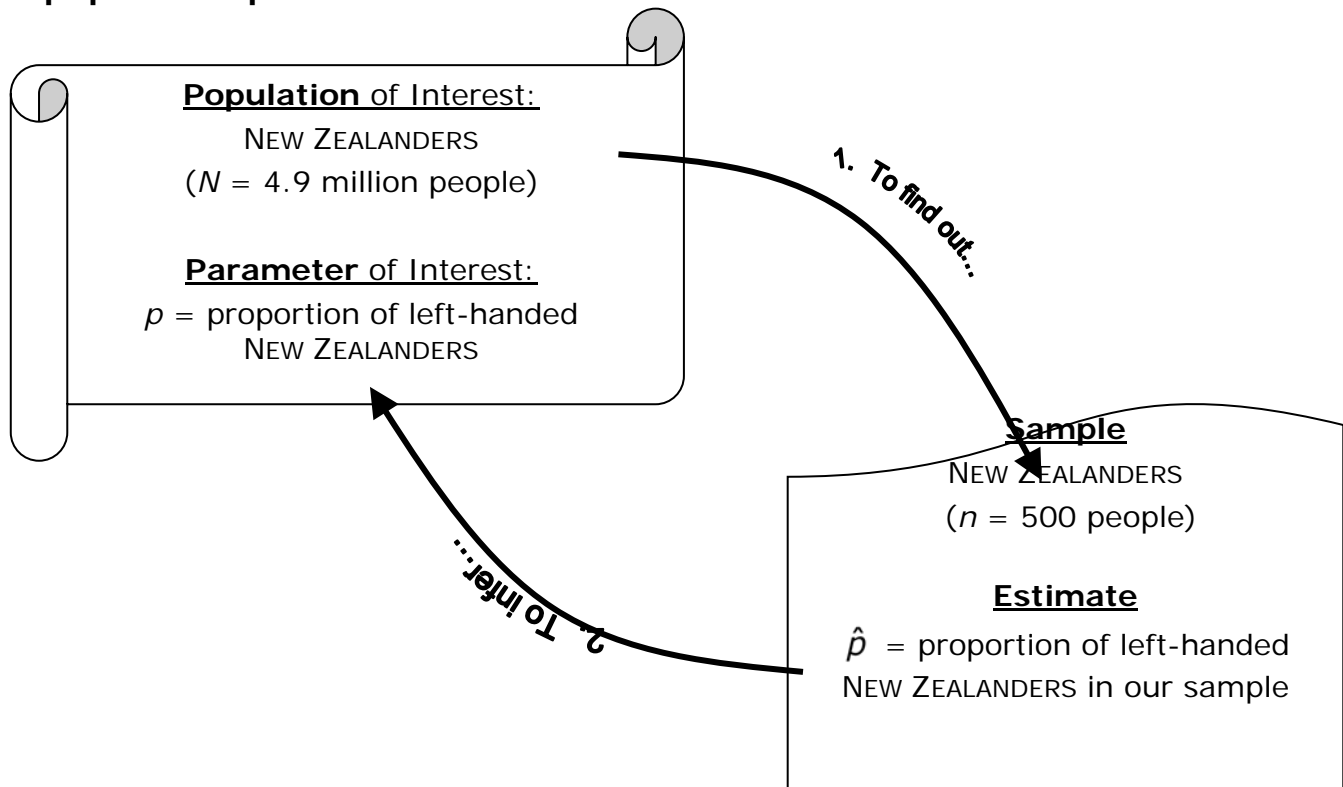 Population of Interest:
NEW ZEALANDERS
(N = 4.9 million people)
Parameter of Interest:
p = proportion of left-handed
NEW ZEALANDERS
1. To find out...
2. To infer...
Sample
NEW ZEALANDERS
(n = 500 people)
Estimate
p̂ = proportion of left-handed
NEW ZEALANDERS in our sample